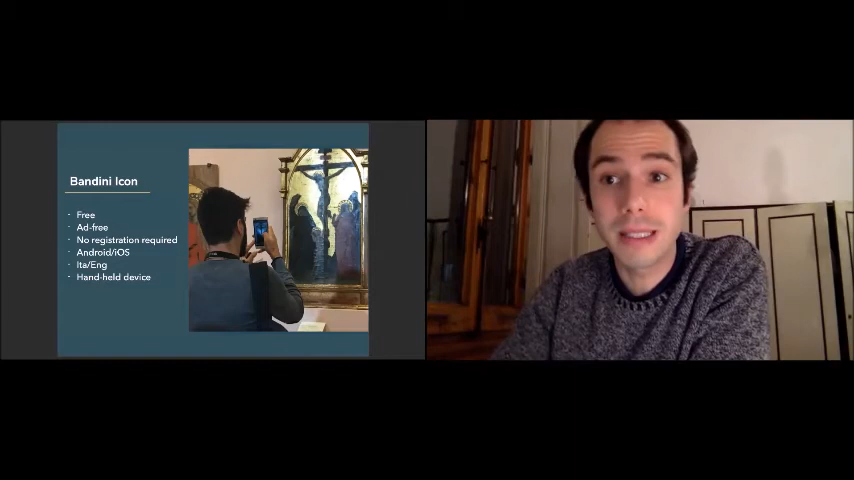 Bandini Icon
- Free
- Ad-free
- No registration required
- Android/iOS
- Ita/Eng
- Hand-held device